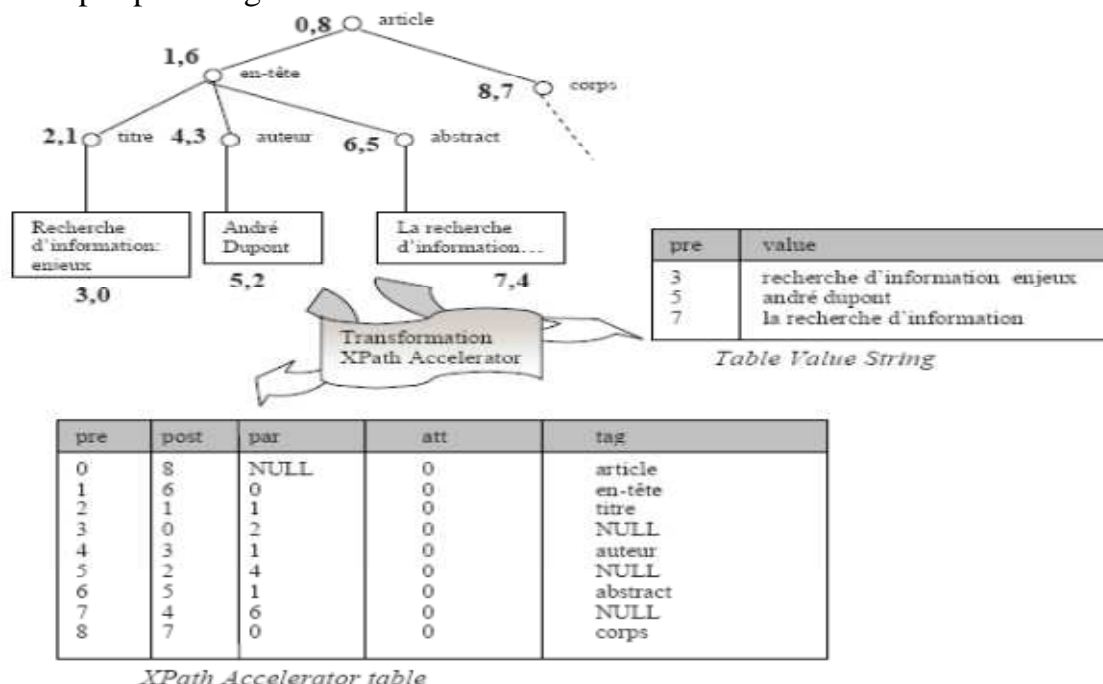 0,8 article
1,6 en-tête
8,7 corps
2,1 titre 4,3 auteur 6,5 abstract
Recherche
d'information:
enjeux
André
Dupont
La recherche
d'information...
3,0
5,2
7,4
Transformation
XPath Accelerator
pre value
3 recherche d'information enjeux
5 andré dupont
7 la recherche d'information
Table Value String
pre post par att tag
0 8 NULL 0 article
1 6 0 0 en-tête
2 1 1 0 titre
3 0 2 0 NULL
4 3 1 0 auteur
5 2 4 0 NULL
6 5 1 0 abstract
7 4 6 0 NULL
8 7 0 0 corps
XPath Accelerator table